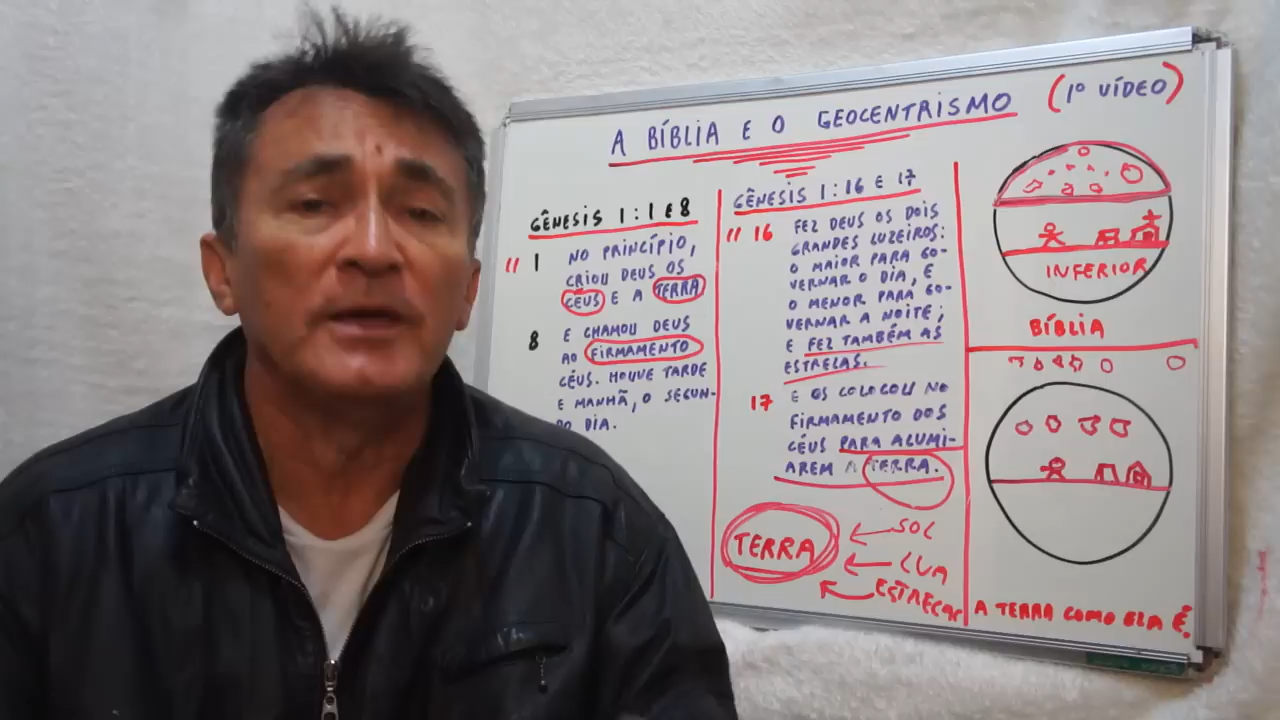 A BÍBLIA E O GEOCENTRISMO (1º VÍDEO)
GÊNESIS 1:1 E 8
" 1 NO PRINCÍPIO,
CRIOU DEUS OS
CÉUS E A TERRA
8 E CHAMOU DEUS
AO FIRMAMENTO
CÉUS. HOUVE TARDE
E MANHÃ, O SEGUN-
DO DIA.
GÊNESIS 1:16 E 17
" 16 FEZ DEUS OS DOIS
GRANDES LUZEIROS:
O MAIOR PARA GO-
VERNAR O DIA, E
O MENOR PARA GO-
VERNAR A NOITE;
E FEZ TAMBÉM AS
ESTRELAS.
17 E OS COLOCOU NO
FIRMAMENTO DOS
CÉUS PARA ALUMI-
AREM A TERRA.
TERRA
SOL
LUA
ESTRELAS
INFERIOR
BÍBLIA
A TERRA COMO ELA É.